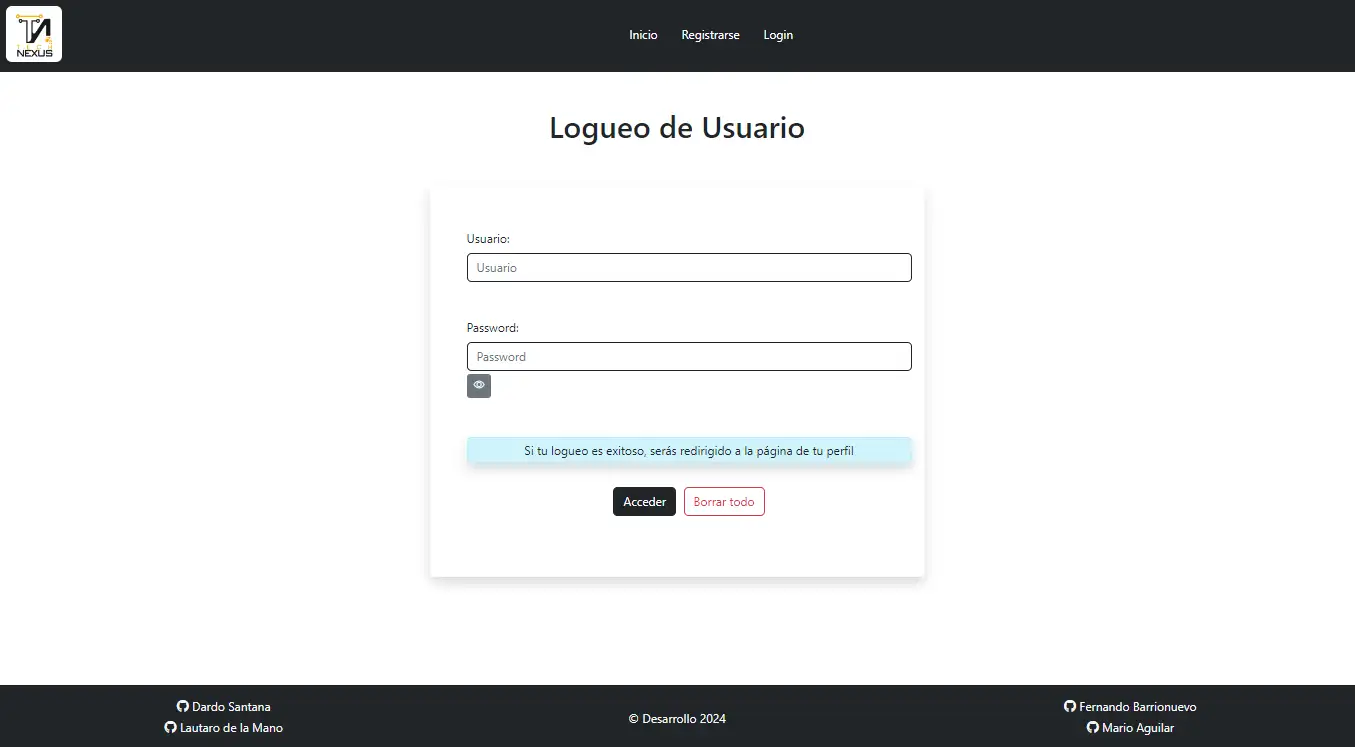 TECH
NEXUS
Inicio Registrarse Login
Logueo de Usuario
Usuario:
Usuario
Password:
Password
Si tu logueo es exitoso, serás redirigido a la página de tu perfil
Acceder Borrar todo
Dardo Santana
Lautaro de la Mano
© Desarrollo 2024
Fernando Barrionuevo
Mario Aguilar